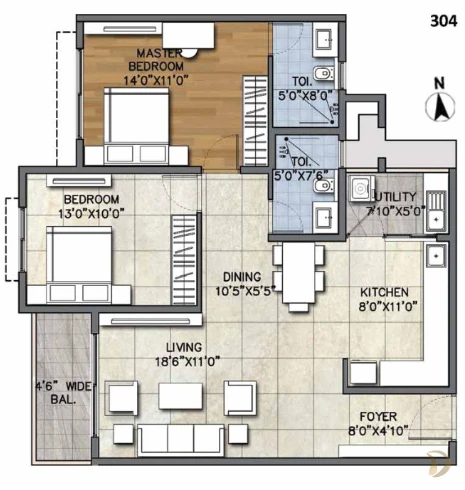 304
MASTER
BEDROOM
14'0"X11'0"
TOI.
5'0"X8'0"
N
TOI.
5'0"X7'6"
UTILITY
7'10"X5'0"
BEDROOM
13'0"X10'0"
DINING
10'5"X5'5"
KITCHEN
8'0"X11'0"
LIVING
18'6"X11'0"
4'6" WIDE
BAL.
FOYER
8'0"X4'10"